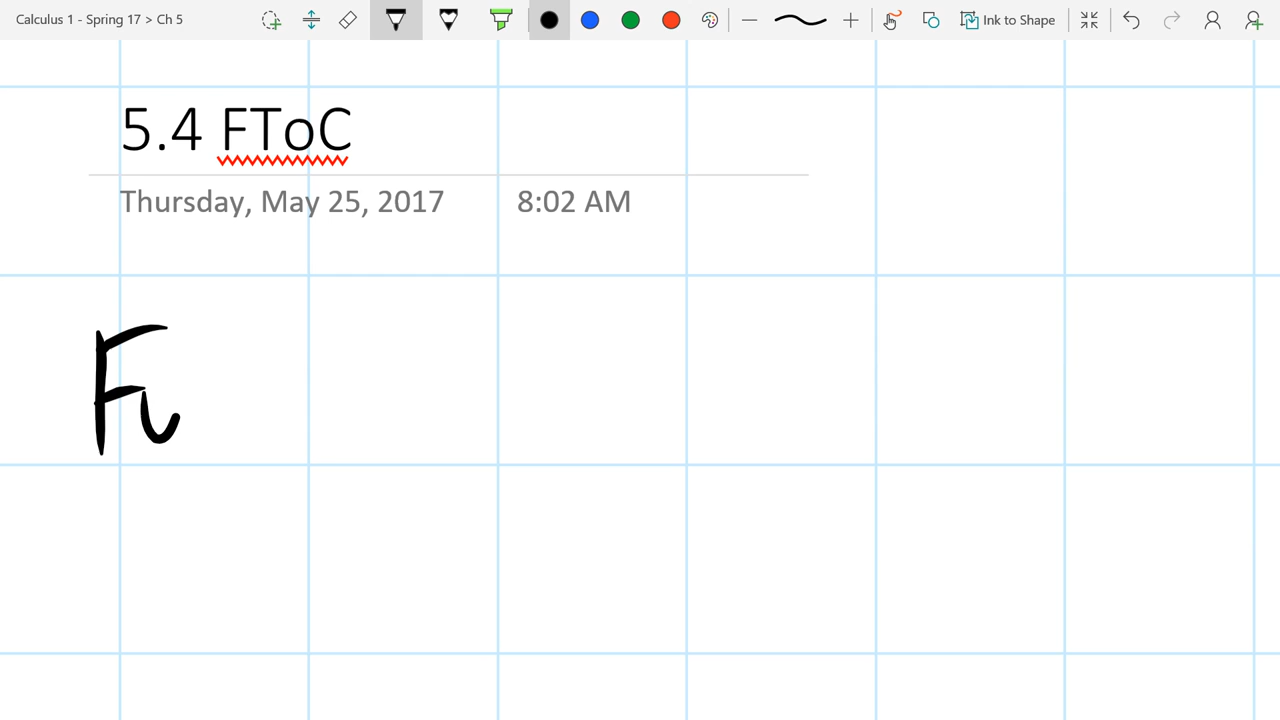 Calculus 1 - Spring 17 > Ch 5
Ink to Shape
5.4 FToC
Thursday, May 25, 2017 8:02 AM
Fu